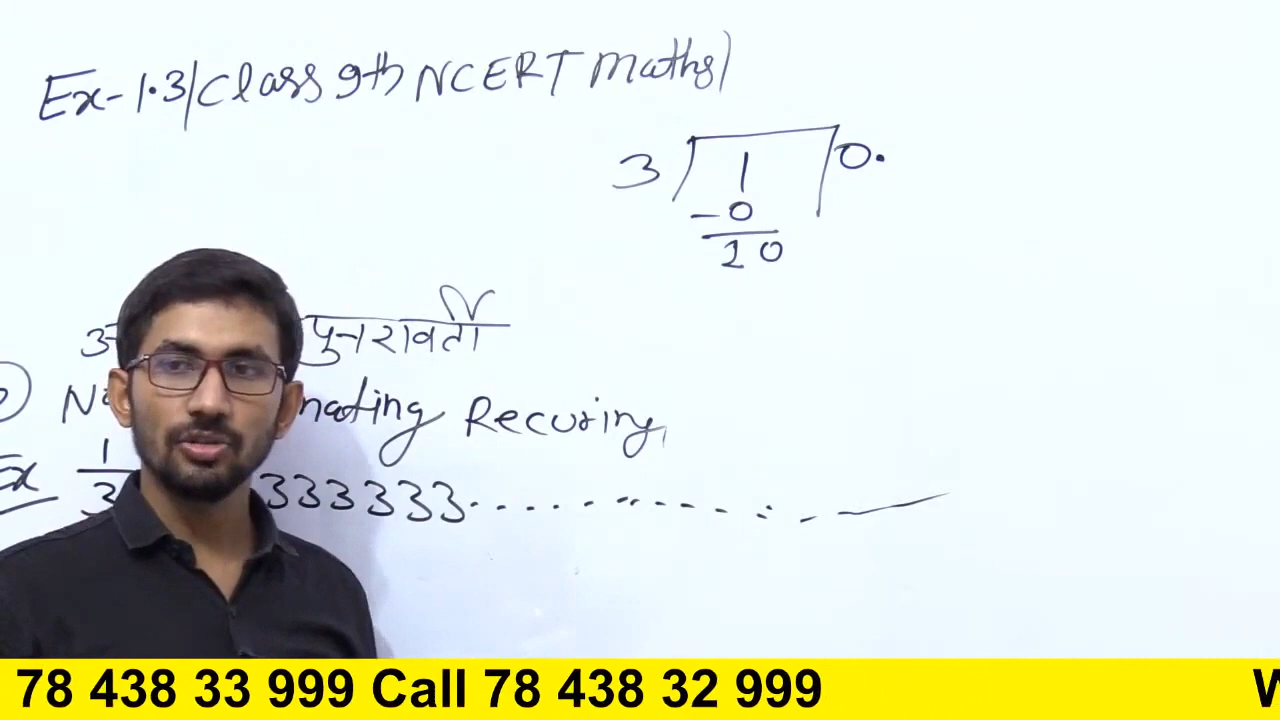 Ex-1.3/Class 9th NCERT Maths)
3 1 0.
-0
10
पुनरावर्ती
Recuring,
Ex 1
3 333333.............
78 438 33 999 Call 78 438 32 999 W